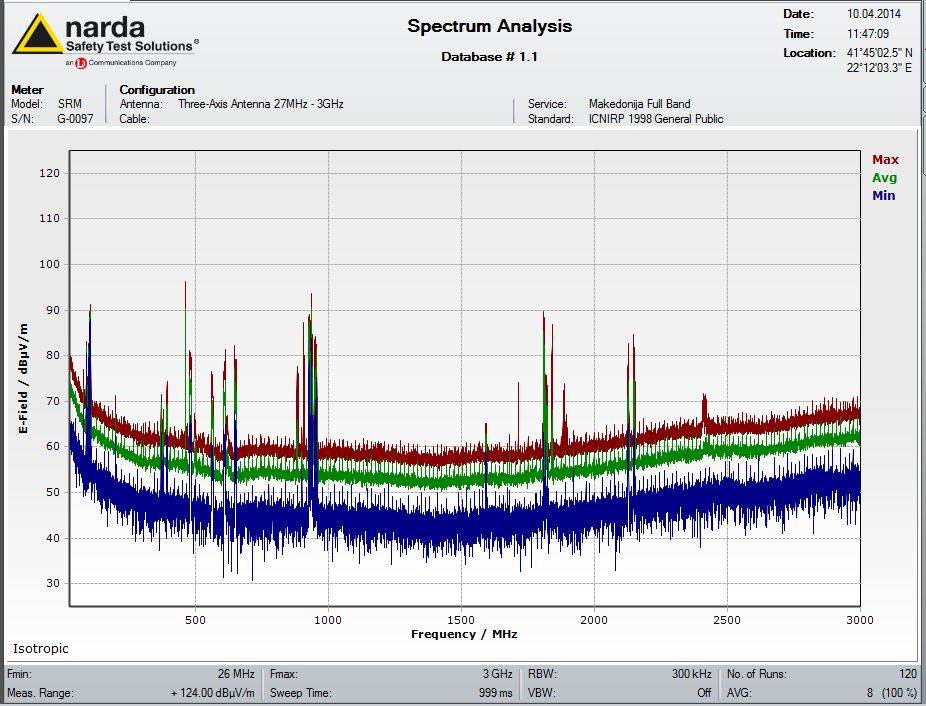 narda
Safety Test Solutions®
an L3 Communications Company
Spectrum Analysis
Database # 1.1
Date: 10.04.2014
Time: 11:47:09
Location: 41°45'02.5" N
22°12'03.3" E
Meter
Model: SRM
S/N: G-0097
Configuration
Antenna: Three-Axis Antenna 27MHz - 3GHz
Cable:
Service: Makedonija Full Band
Standard: ICNIRP 1998 General Public
Max
Avg
Min
E-Field / dBµV/m
120
110
100
90
80
70
60
50
40
30
500 1000 1500 2000 2500 3000
Frequency / MHz
Isotropic
Fmin: 26 MHz Fmax: 3 GHz RBW: 300 kHz No. of Runs: 120
Meas. Range: + 124.00 dBµV/m Sweep Time: 999 ms VBW: Off AVG: 8 (100 %)